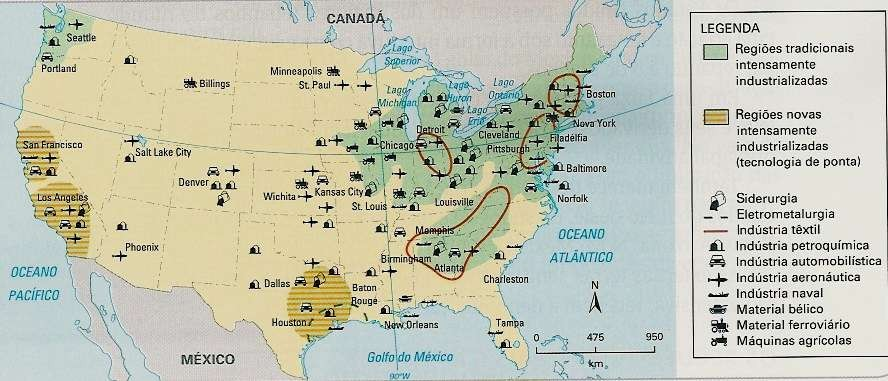 CANADÁ
Seattle
Portland
Billings
Minneapolis
St. Paul
Lago
Superior
Lago
Michigan
Lago
Huron
Lago
Ontário
Lago
Erie
Boston
Nova York
Detroit
Cleveland
Chicago
Pittsburgh
Filadélfia
Baltimore
Norfolk
San Francisco
Salt Lake City
Denver
Kansas City
Wichita
St. Louis
Louisville
Los Angeles
Phoenix
Memphis
Birmingham
Atlanta
Charleston
OCEANO
ATLÂNTICO
OCEANO
PACÍFICO
Dallas
Baton
Rouge
Houston
New Orleans
Tampa
MÉXICO
Golfo do México
90°W
N
0 475 950
km
LEGENDA
Regiões tradicionais
intensamente
industrializadas
Regiões novas
intensamente
industrializadas
(tecnologia de ponta)
Siderurgia
Eletrometalurgia
Indústria têxtil
Indústria petroquímica
Indústria automobilística
Indústria aeronáutica
Indústria naval
Material bélico
Material ferroviário
Máquinas agrícolas